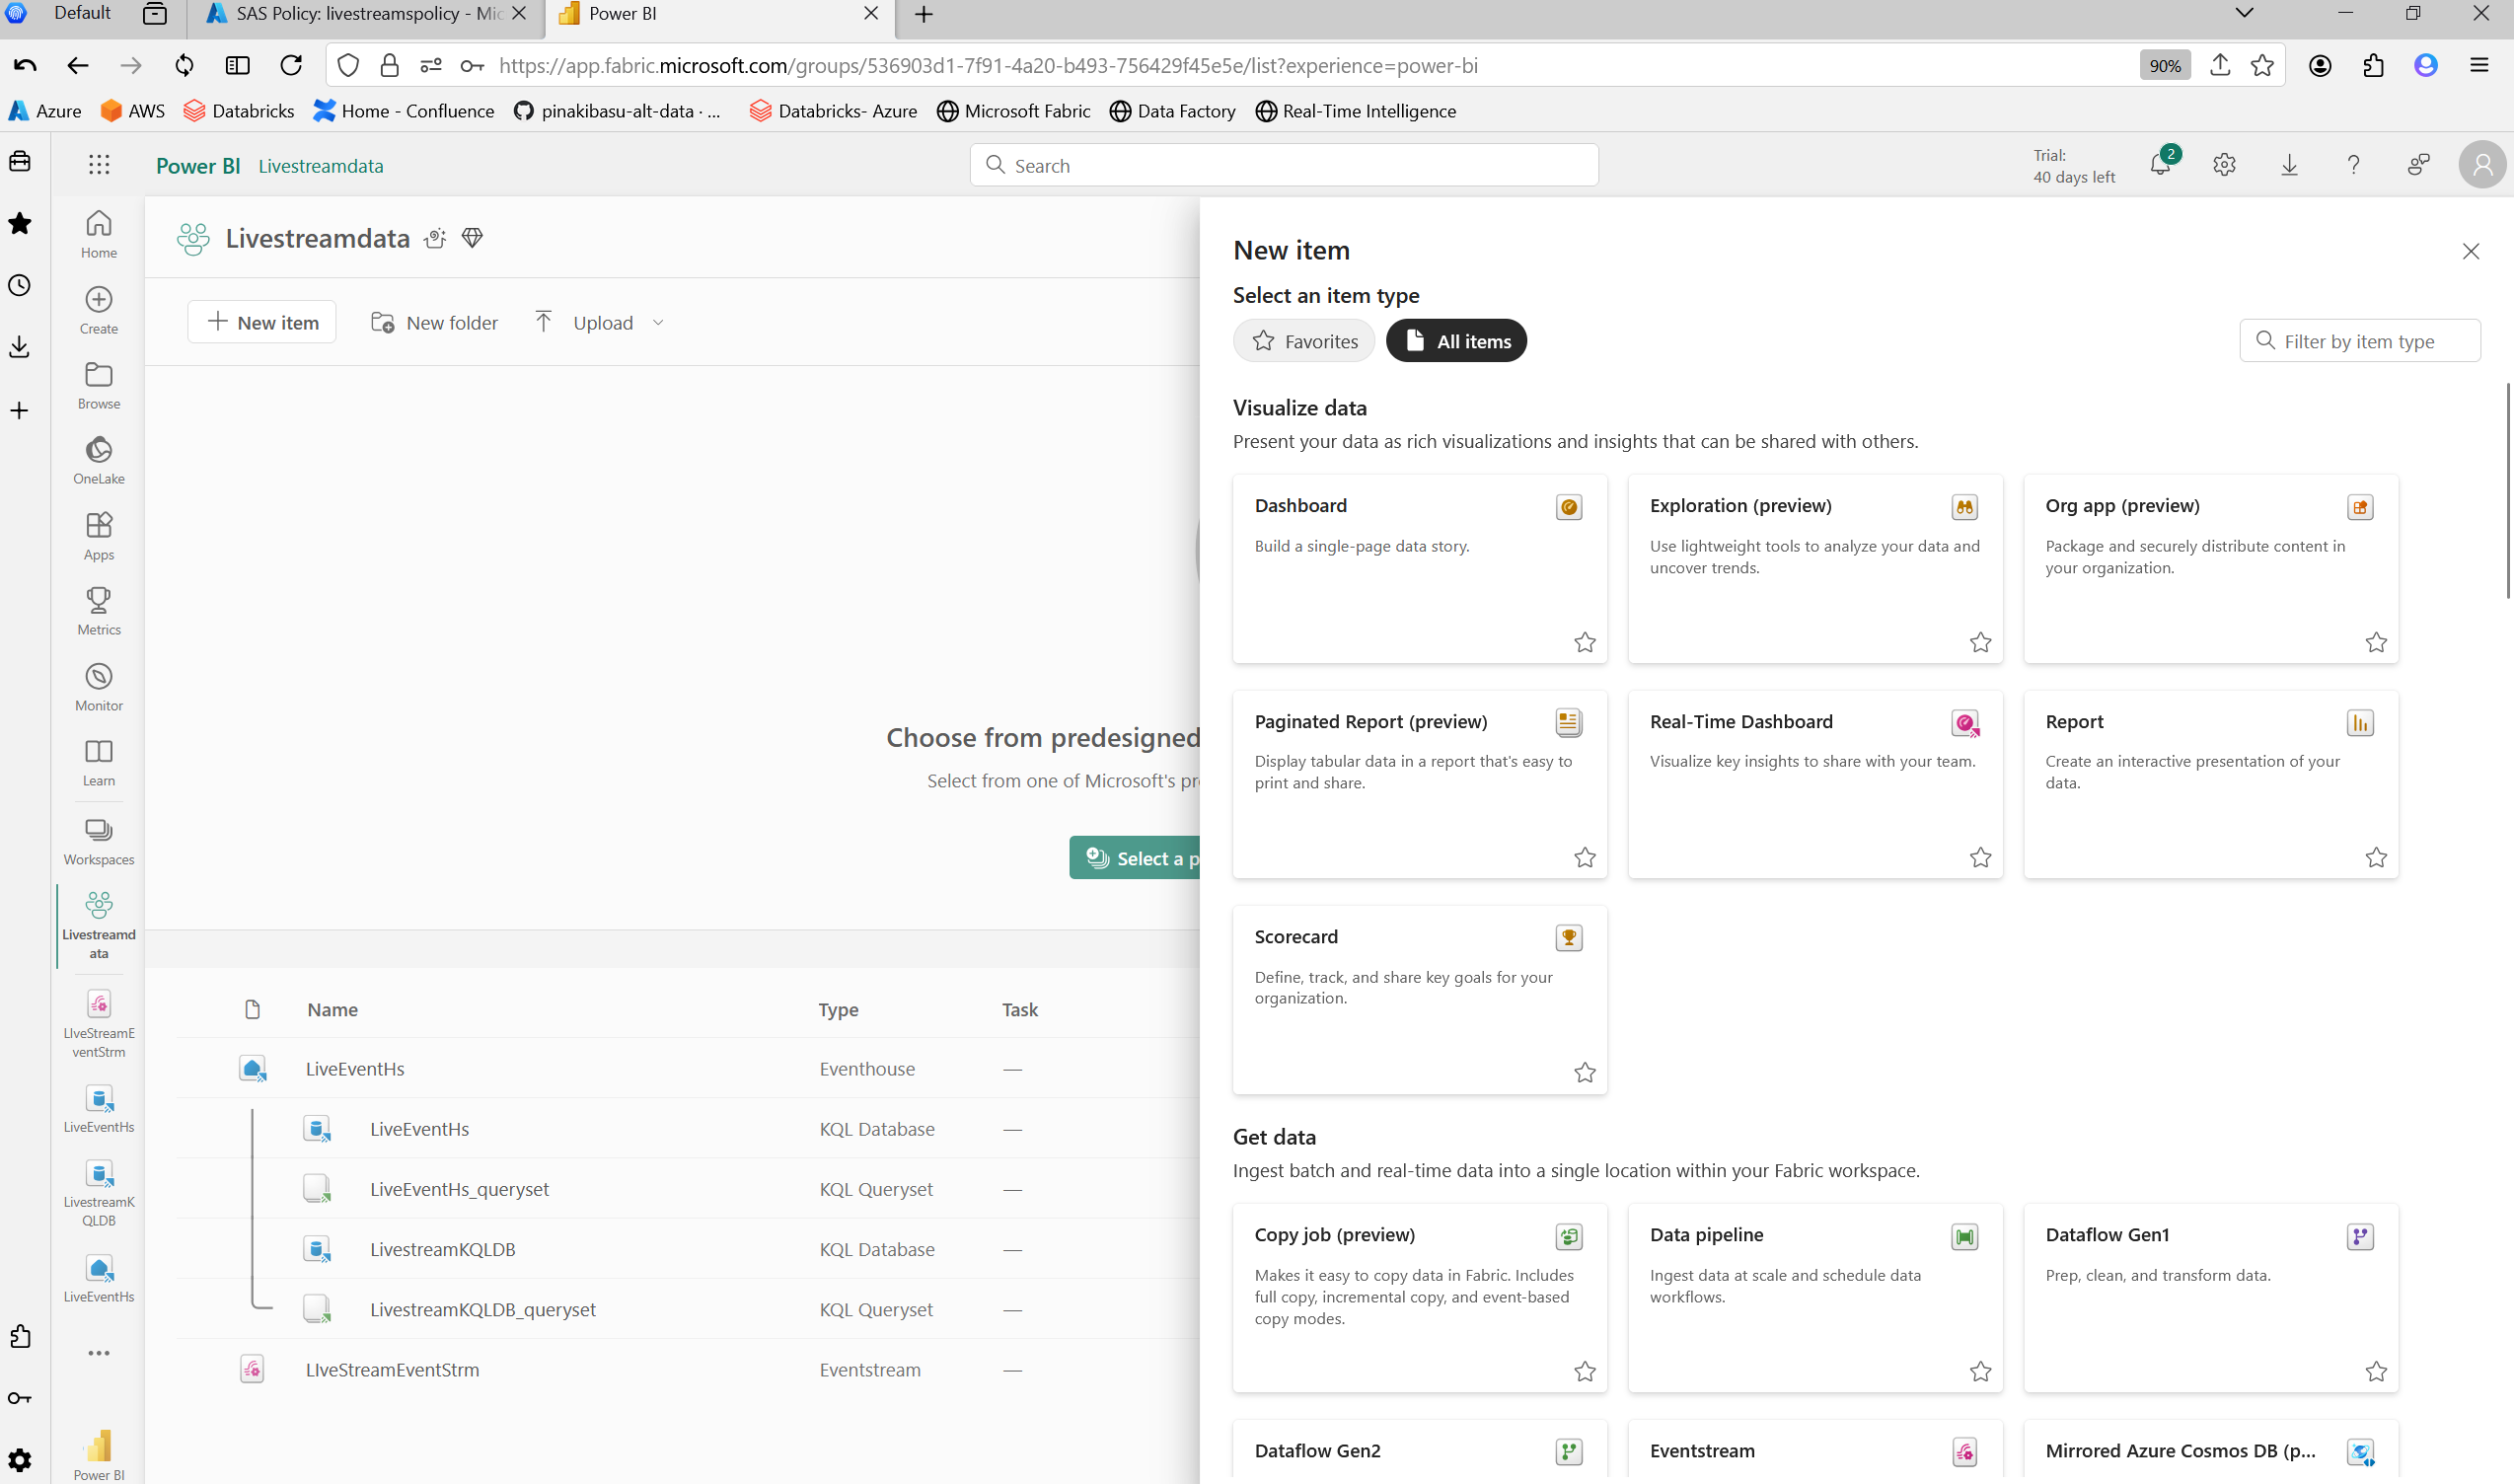 Default
SAS Policy: livestreamspolicy - Mic
Power BI
https://app.fabric.microsoft.com/groups/536903d1-7f91-4a20-b493-756429f45e5e/list?experience=power-bi
90%
Azure
AWS
Databricks
Home - Confluence
pinakibasu-alt-data · ...
Databricks- Azure
Microsoft Fabric
Data Factory
Real-Time Intelligence
Power BI Livestreamdata
Search
Trial:
40 days left
2
Home
Create
Browse
OneLake
Apps
Metrics
Monitor
Learn
Workspaces
Livestreamd
ata
LIveStreamE
ventStrm
LiveEventHs
LivestreamK
QLDB
LiveEventHs
Power BI
Livestreamdata
New item
New folder
Upload
Choose from predesigned
Select from one of Microsoft's pr
Select a p
Name Type Task
LiveEventHs Eventhouse —
LiveEventHs KQL Database —
LiveEventHs_queryset KQL Queryset —
LivestreamKQLDB KQL Database —
LivestreamKQLDB_queryset KQL Queryset —
LIveStreamEventStrm Eventstream —
New item
Select an item type
Favorites
All items
Filter by item type
Visualize data
Present your data as rich visualizations and insights that can be shared with others.
Dashboard
Build a single-page data story.
Exploration (preview)
Use lightweight tools to analyze your data and
uncover trends.
Org app (preview)
Package and securely distribute content in
your organization.
Paginated Report (preview)
Display tabular data in a report that's easy to
print and share.
Real-Time Dashboard
Visualize key insights to share with your team.
Report
Create an interactive presentation of your
data.
Scorecard
Define, track, and share key goals for your
organization.
Get data
Ingest batch and real-time data into a single location within your Fabric workspace.
Copy job (preview)
Makes it easy to copy data in Fabric. Includes
full copy, incremental copy, and event-based
copy modes.
Data pipeline
Ingest data at scale and schedule data
workflows.
Dataflow Gen1
Prep, clean, and transform data.
Dataflow Gen2
Eventstream
Mirrored Azure Cosmos DB (p...